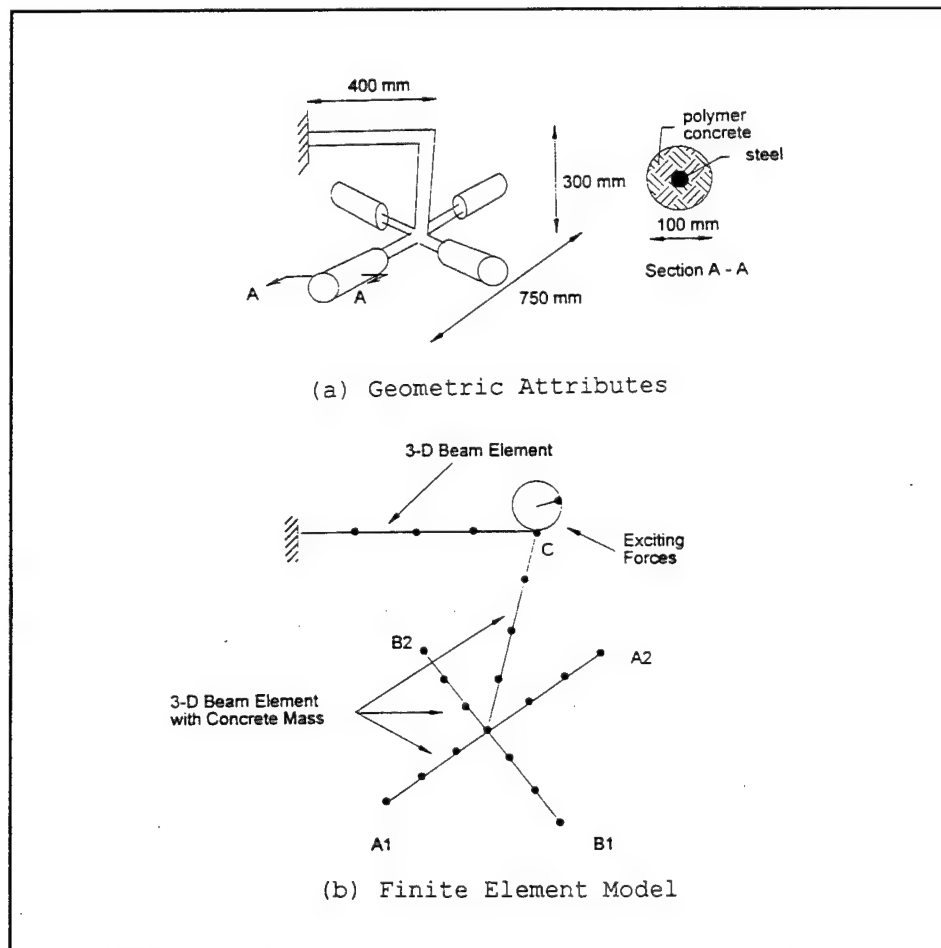 400 mm
polymer
concrete
steel
300 mm
100 mm
Section A - A
A
A
750 mm
(a) Geometric Attributes
3-D Beam Element
C
Exciting
Forces
B2
A2
3-D Beam Element
with Concrete Mass
A1
B1
(b) Finite Element Model